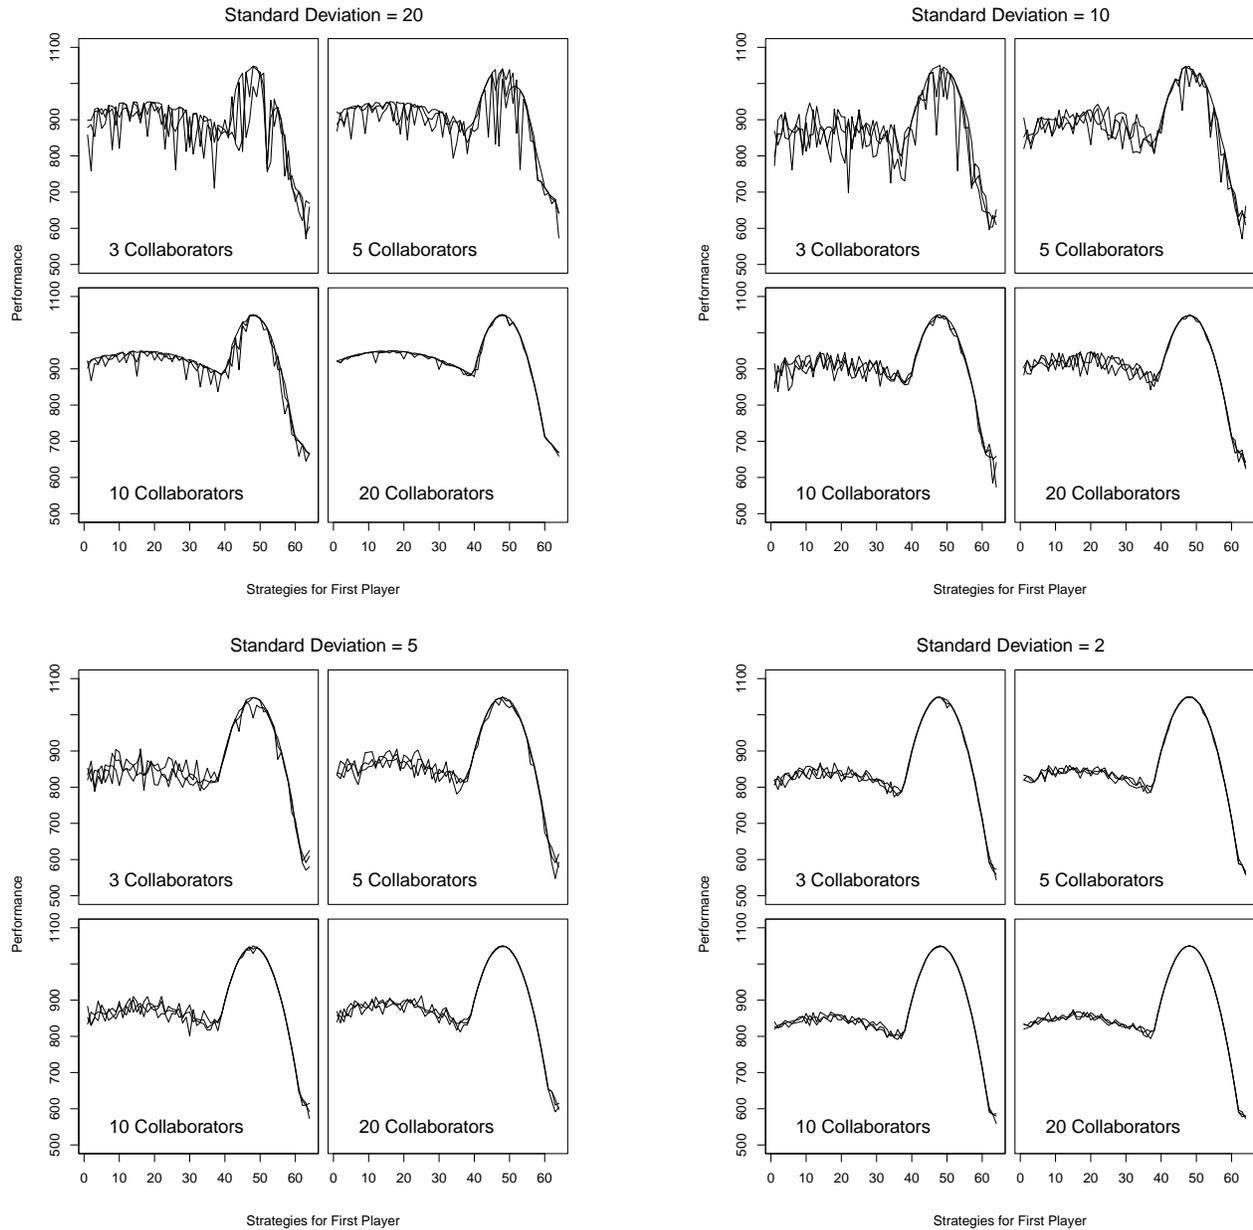 Standard Deviation = 20
Performance
500 600 700 800 900 1100
3 Collaborators
5 Collaborators
500 600 700 800 900 1100
10 Collaborators
20 Collaborators
0 10 20 30 40 50 60
0 10 20 30 40 50 60
Strategies for First Player
Standard Deviation = 10
Performance
500 600 700 800 900 1100
3 Collaborators
5 Collaborators
500 600 700 800 900 1100
10 Collaborators
20 Collaborators
0 10 20 30 40 50 60
0 10 20 30 40 50 60
Strategies for First Player
Standard Deviation = 5
Performance
500 600 700 800 900 1100
3 Collaborators
5 Collaborators
500 600 700 800 900 1100
10 Collaborators
20 Collaborators
0 10 20 30 40 50 60
0 10 20 30 40 50 60
Strategies for First Player
Standard Deviation = 2
Performance
500 600 700 800 900 1100
3 Collaborators
5 Collaborators
500 600 700 800 900 1100
10 Collaborators
20 Collaborators
0 10 20 30 40 50 60
0 10 20 30 40 50 60
Strategies for First Player